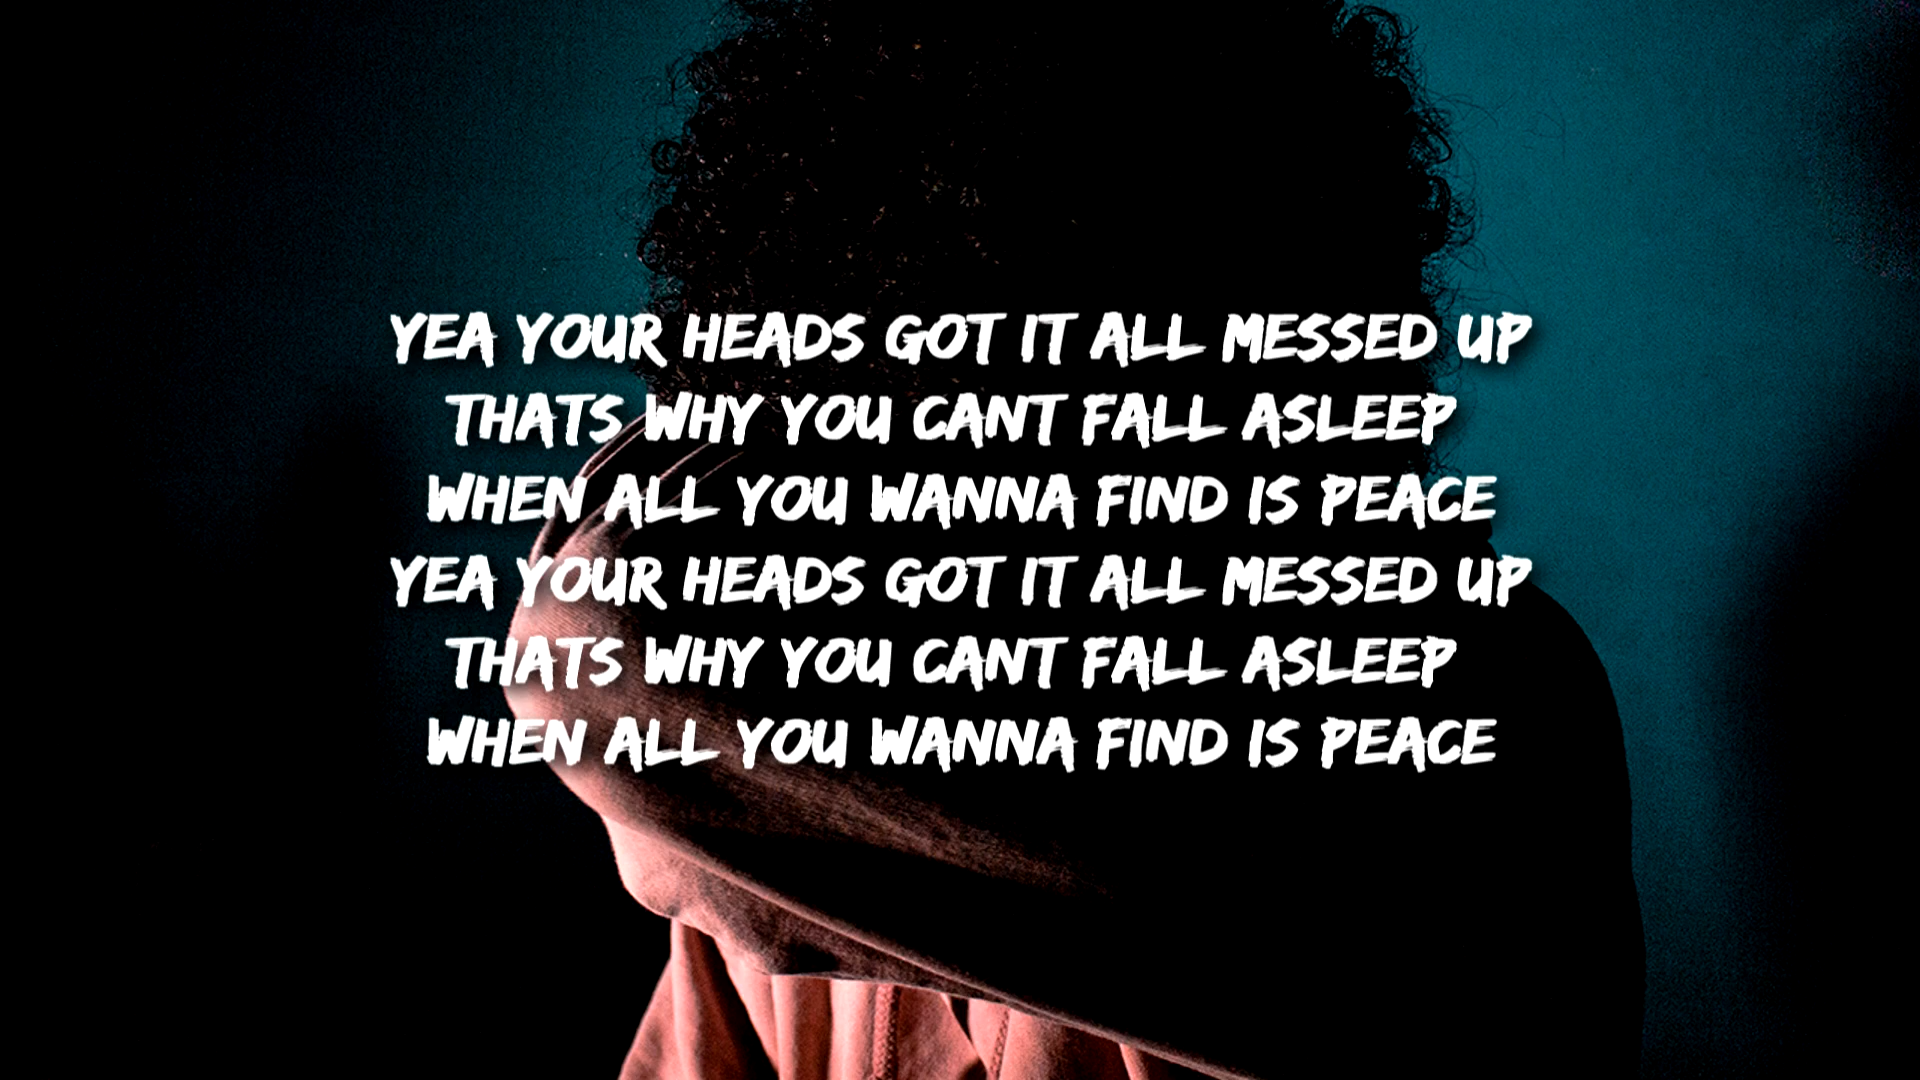 YEA YOUR HEADS GOT IT ALL MESSED UP
THATS WHY YOU CANT FALL ASLEEP
WHEN ALL YOU WANNA FIND IS PEACE
YEA YOUR HEADS GOT IT ALL MESSED UP
THATS WHY YOU CANT FALL ASLEEP
WHEN ALL YOU WANNA FIND IS PEACE